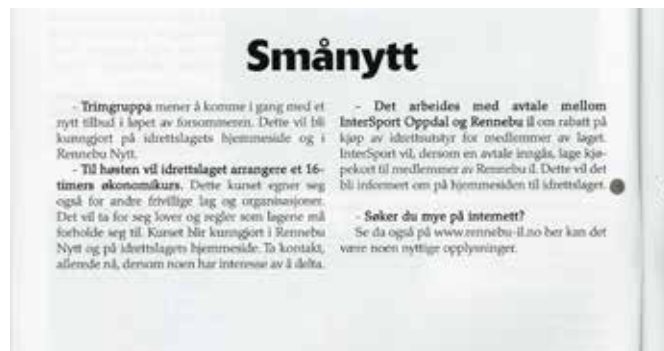 Smånytt
- Trimgruppa mener å komme i gang med et
nytt tilbud i løpet av forsommeren. Dette vil bli
kunngjort på idrettslagets hjemmeside og i
Rennebu Nytt.
- Til høsten vil idrettslaget arrangere et 16-
timers økonomikurs. Dette kurset egner seg
også for andre frivillige lag og organisasjoner.
Det vil ta for seg lover og regler som lagene må
forholde seg til. Kurset blir kunngjort i Rennebu
Nytt og på idrettslagets hjemmeside. Ta kontakt,
allerede nå, dersom noen har interesse av å delta.
- Det arbeides med avtale mellom
InterSport Oppdal og Rennebu il om rabatt på
kjøp av idrettsutstyr for medlemmer av laget.
InterSport vil, dersom en avtale inngås, lage kjø-
pekort til medlemmer av Rennebu il. Dette vil det
bli informert om på hjemmesiden til idrettslaget.
- Søker du mye på internett?
Se da også på www.rennebu-il.no her kan det
være noen nyttige opplysninger.